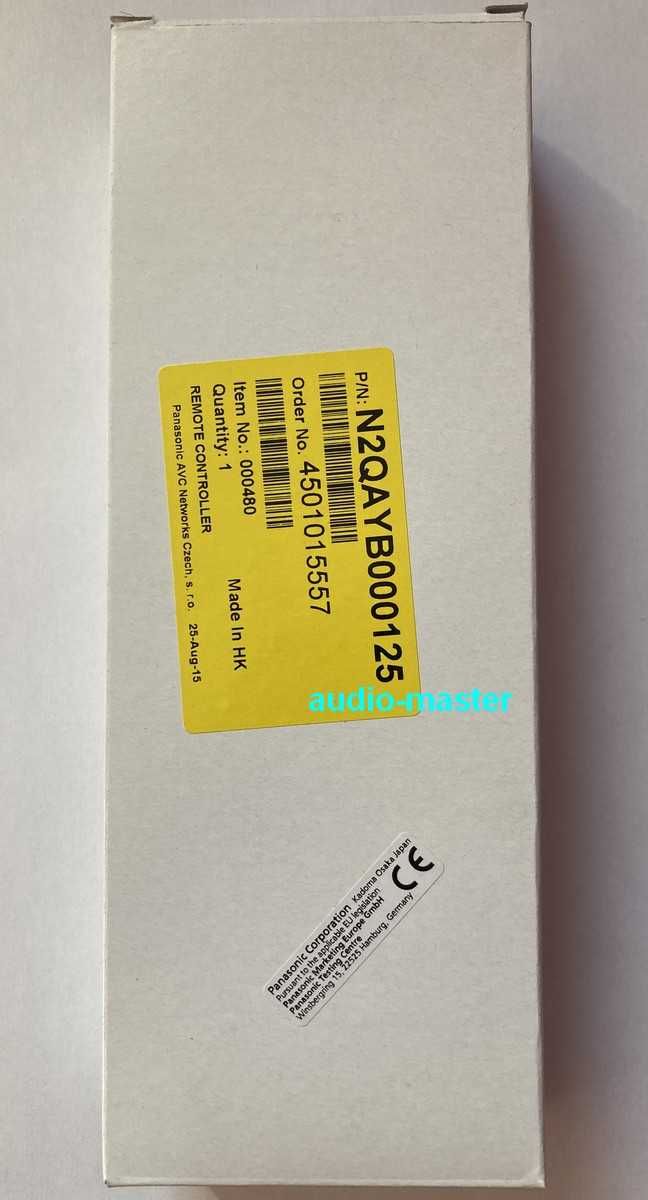 P/N: N2QAYB000125
Order No. 4501015557
Item No.: 000480
Quantity: 1 Made In HK
REMOTE CONTROLLER
Panasonic AVC Networks Czech, s. r.o. 25-Aug-15
audio-master
Panasonic Corporation Kadoma Osaka Japan
Pursuant to the applicable EU legislation
Panasonic Marketing Europe GmbH
Panasonic Testing Centre
Winsbergring 15, 22525 Hamburg, Germany
CE